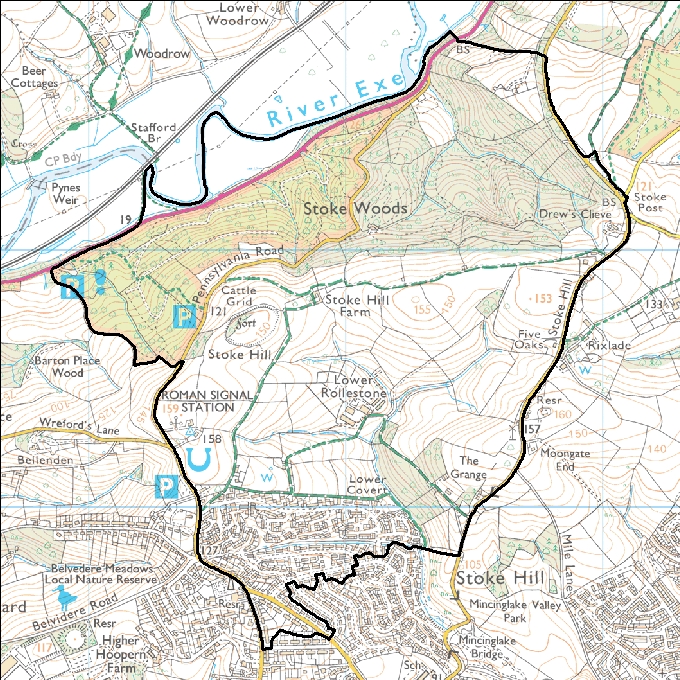 Lower
Woodrow
Woodrow
Beer
Cottages
BS
River Exe
Stafford
Br
CP Bdy
Pynes
Weir
121
BS
Stoke
Post
Stoke Woods
Drew's Cleve
19
Pennsylvania Road
Cattle
Grid
121
fort
Stoke Hill
Farm
155
150
153
Stoke Hill
133
P
Stoke Hill
Five
Oaks
Rixlade
W
Barton Place
Wood
Lower
Rollestone
ROMAN SIGNAL
STATION
159
Resr
160
157
150
140
Wreford's Lane
158
Bellenden
Moongate
End
The
Grange
P
W
Lower
Covert
Mile Lane
127
105
Belvedere Meadows
Local Nature Reserve
Stoke Hill
Belvidere Road
Resr
Mincinglake Valley
Park
Resr
117
Higher
Hoopern
Farm
Mincinglake
Bridge
Sch
91